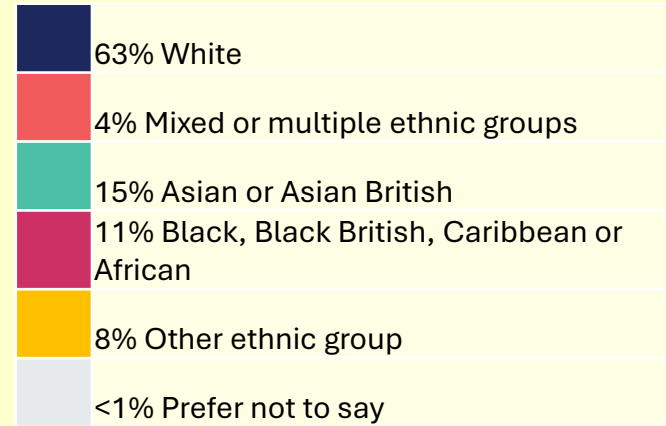 63% White
4% Mixed or multiple ethnic groups
15% Asian or Asian British
11% Black, Black British, Caribbean or
African
8% Other ethnic group
<1% Prefer not to say